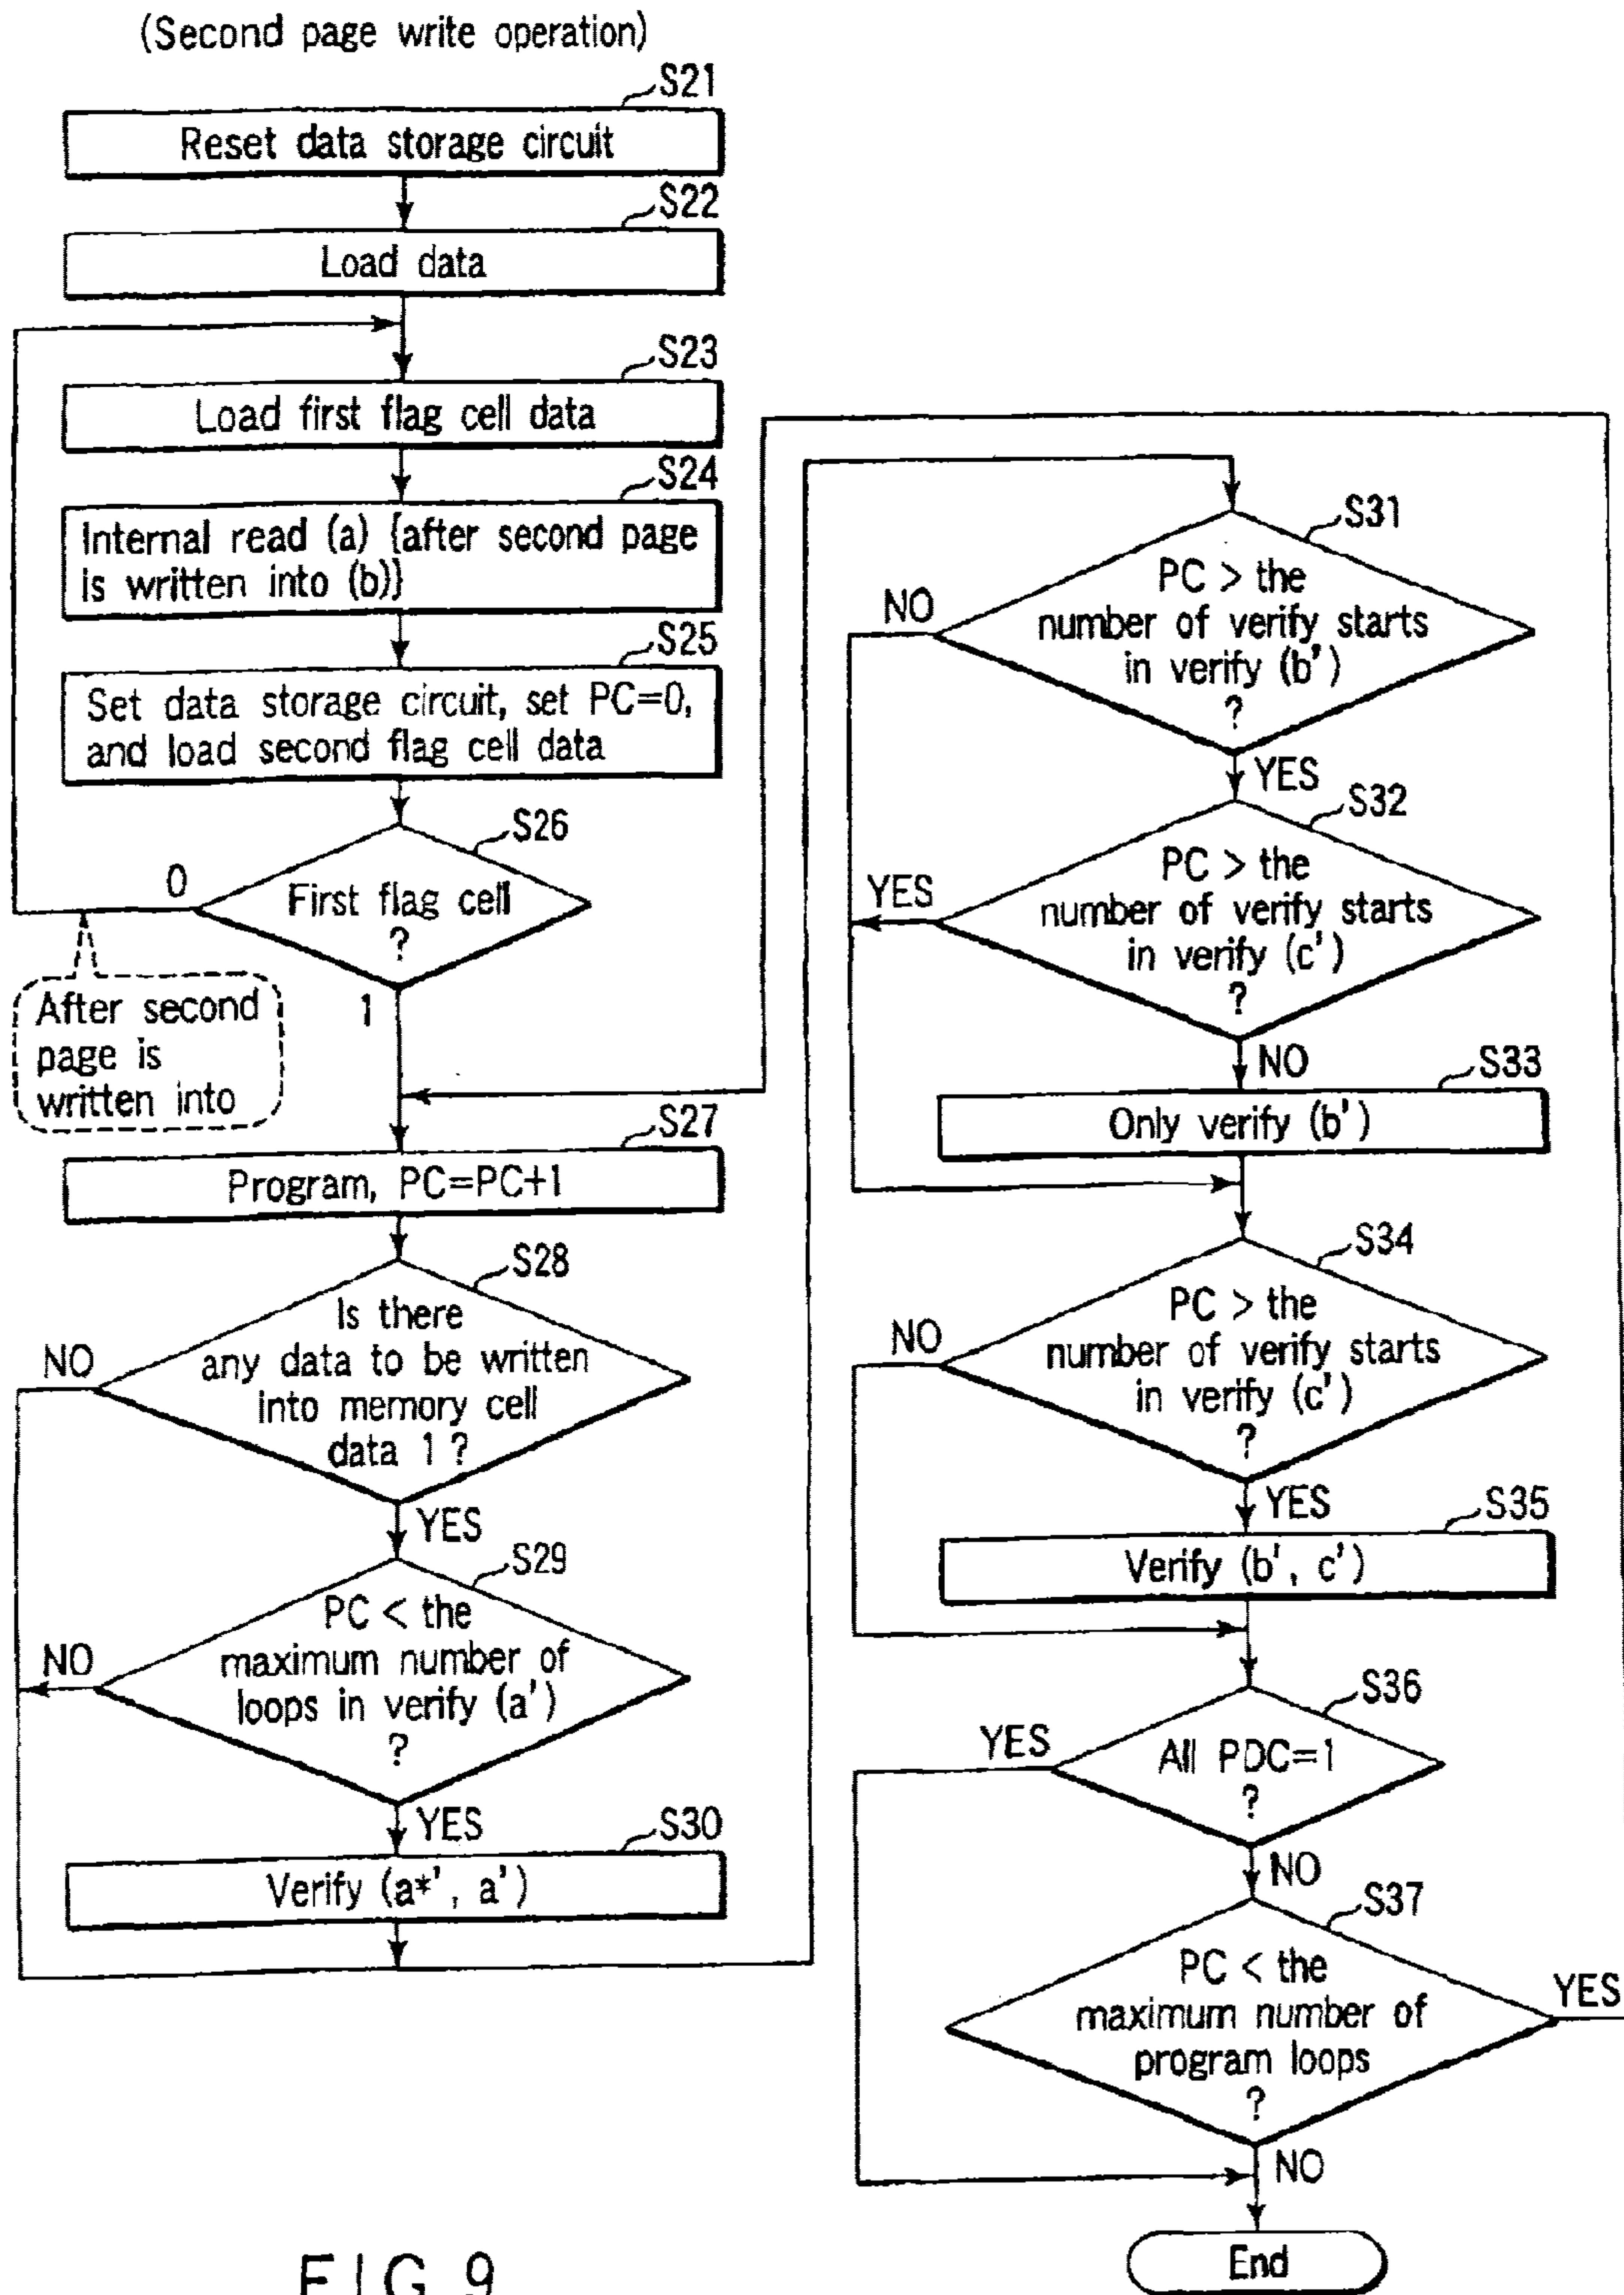 (Second page write operation)
S21
Reset data storage circuit
S22
Load data
S23
Load first flag cell data
S24
Internal read (a) {after second page
is written into (b)}
S25
Set data storage circuit, set PC=0,
and load second flag cell data
S26
First flag cell
?
0
1
After second
page is
written into
S27
Program, PC=PC+1
S28
Is there
any data to be written
into memory cell
data 1 ?
NO
YES
S29
PC < the
maximum number of
loops in verify (a')
?
NO
YES
S30
Verify (a*', a')
S31
PC > the
number of verify starts
in verify (b')
?
NO
YES
S32
PC > the
number of verify starts
in verify (c')
?
YES
NO
S33
Only verify (b')
S34
PC > the
number of verify starts
in verify (c')
?
NO
YES
S35
Verify (b', c')
S36
All PDC=1
?
YES
NO
S37
PC < the
maximum number of
program loops
?
YES
NO
End
FIG. 9